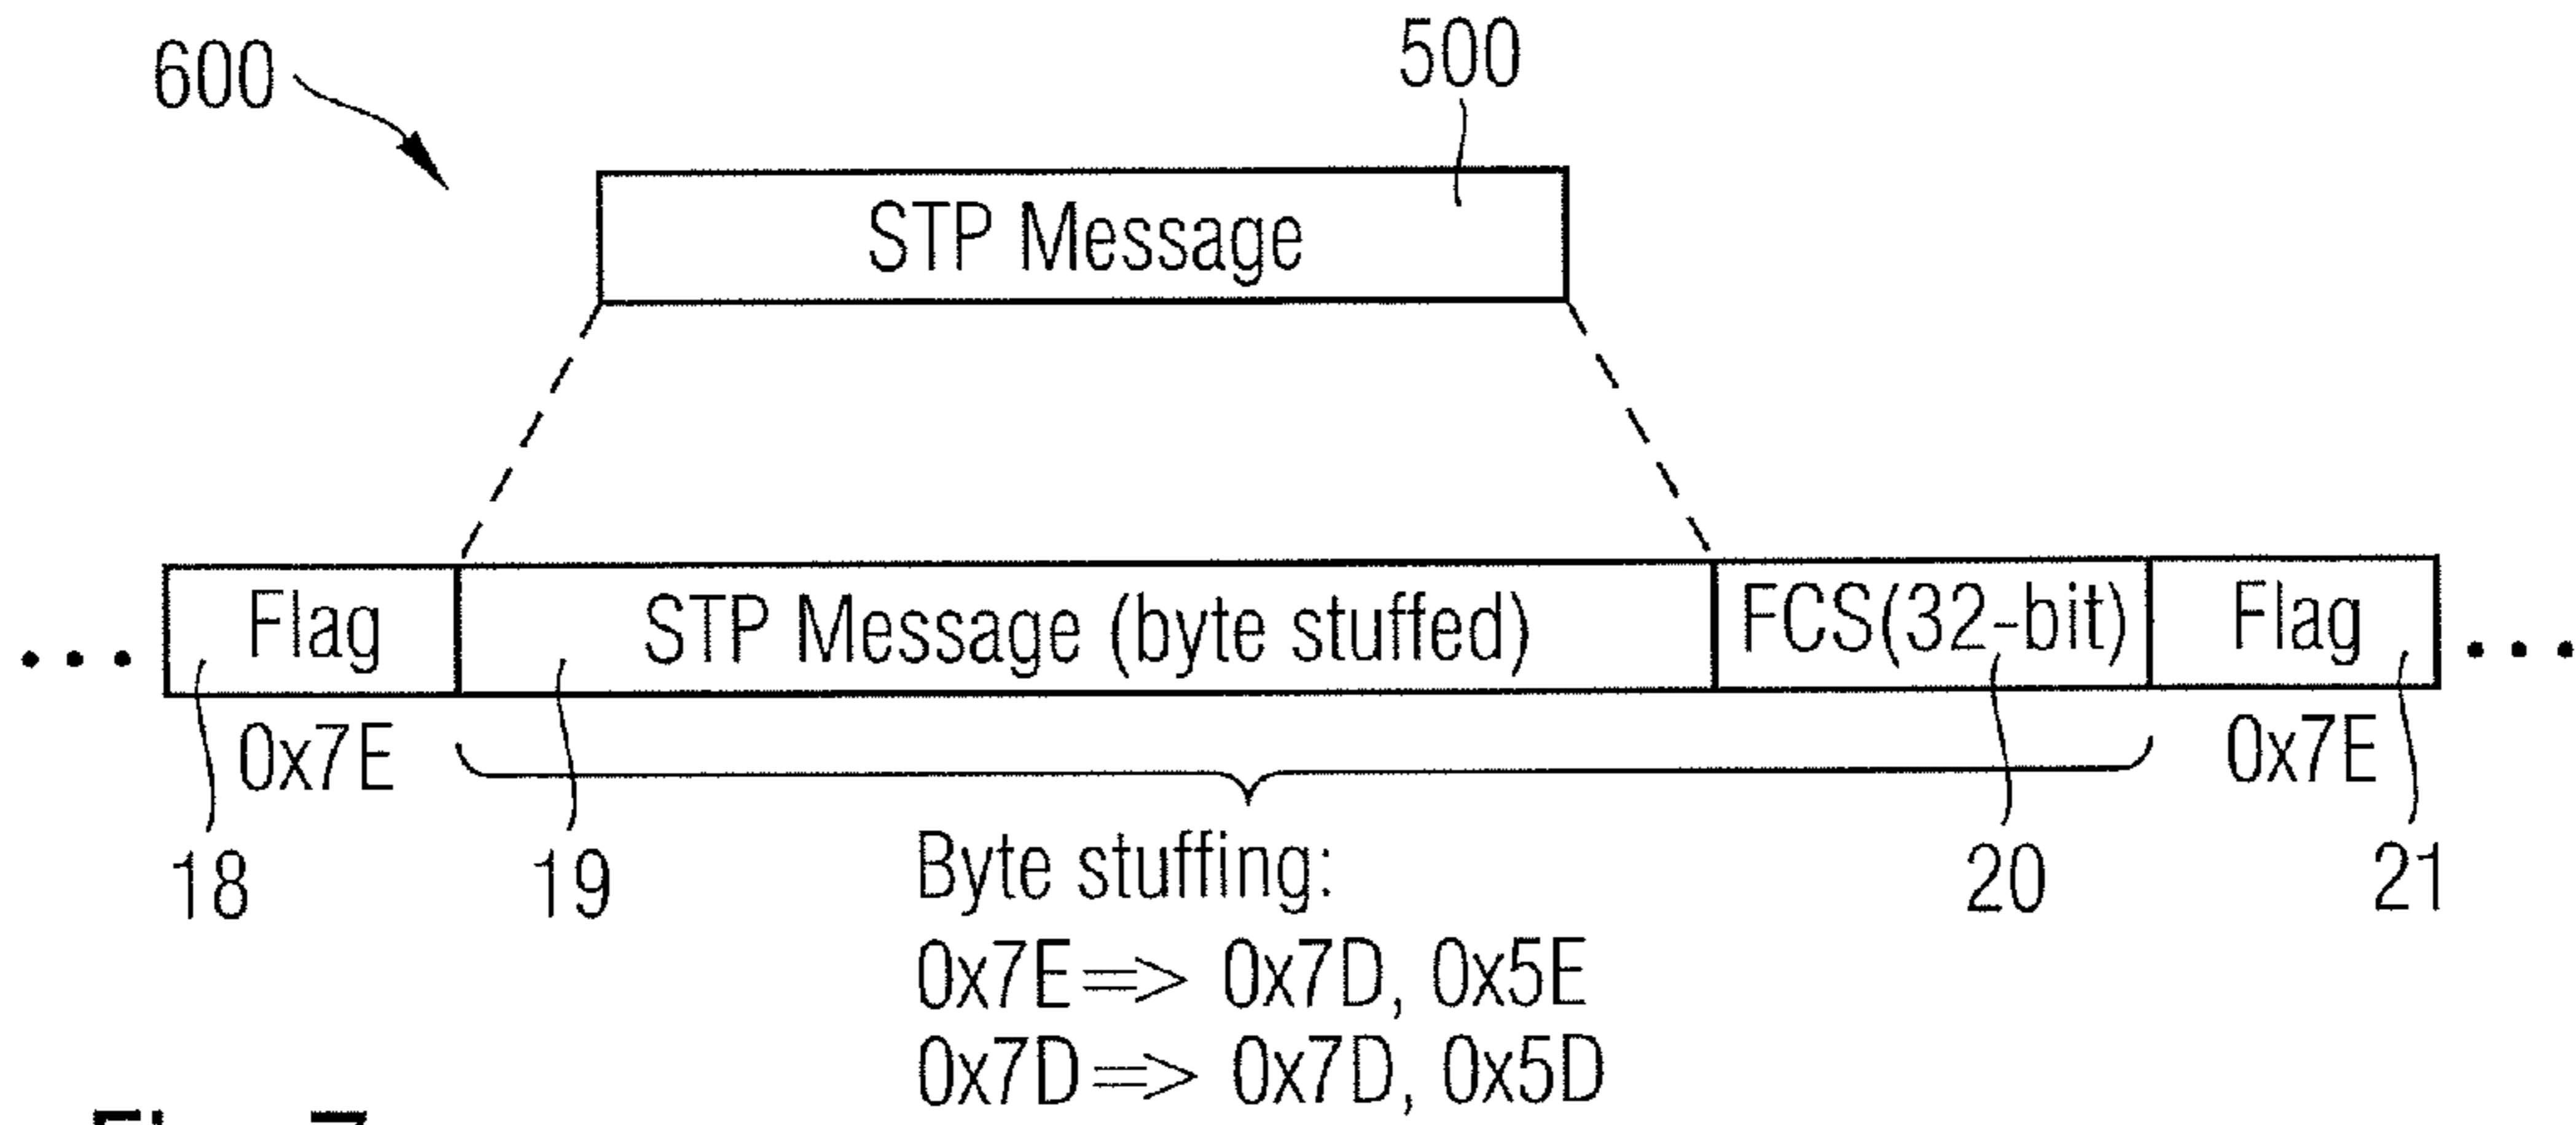 600
500
STP Message
Flag STP Message (byte stuffed) FCS(32-bit) Flag
0x7E 0x7E
18 19 20 21
Byte stuffing:
0x7E => 0x7D, 0x5E
0x7D => 0x7D, 0x5D